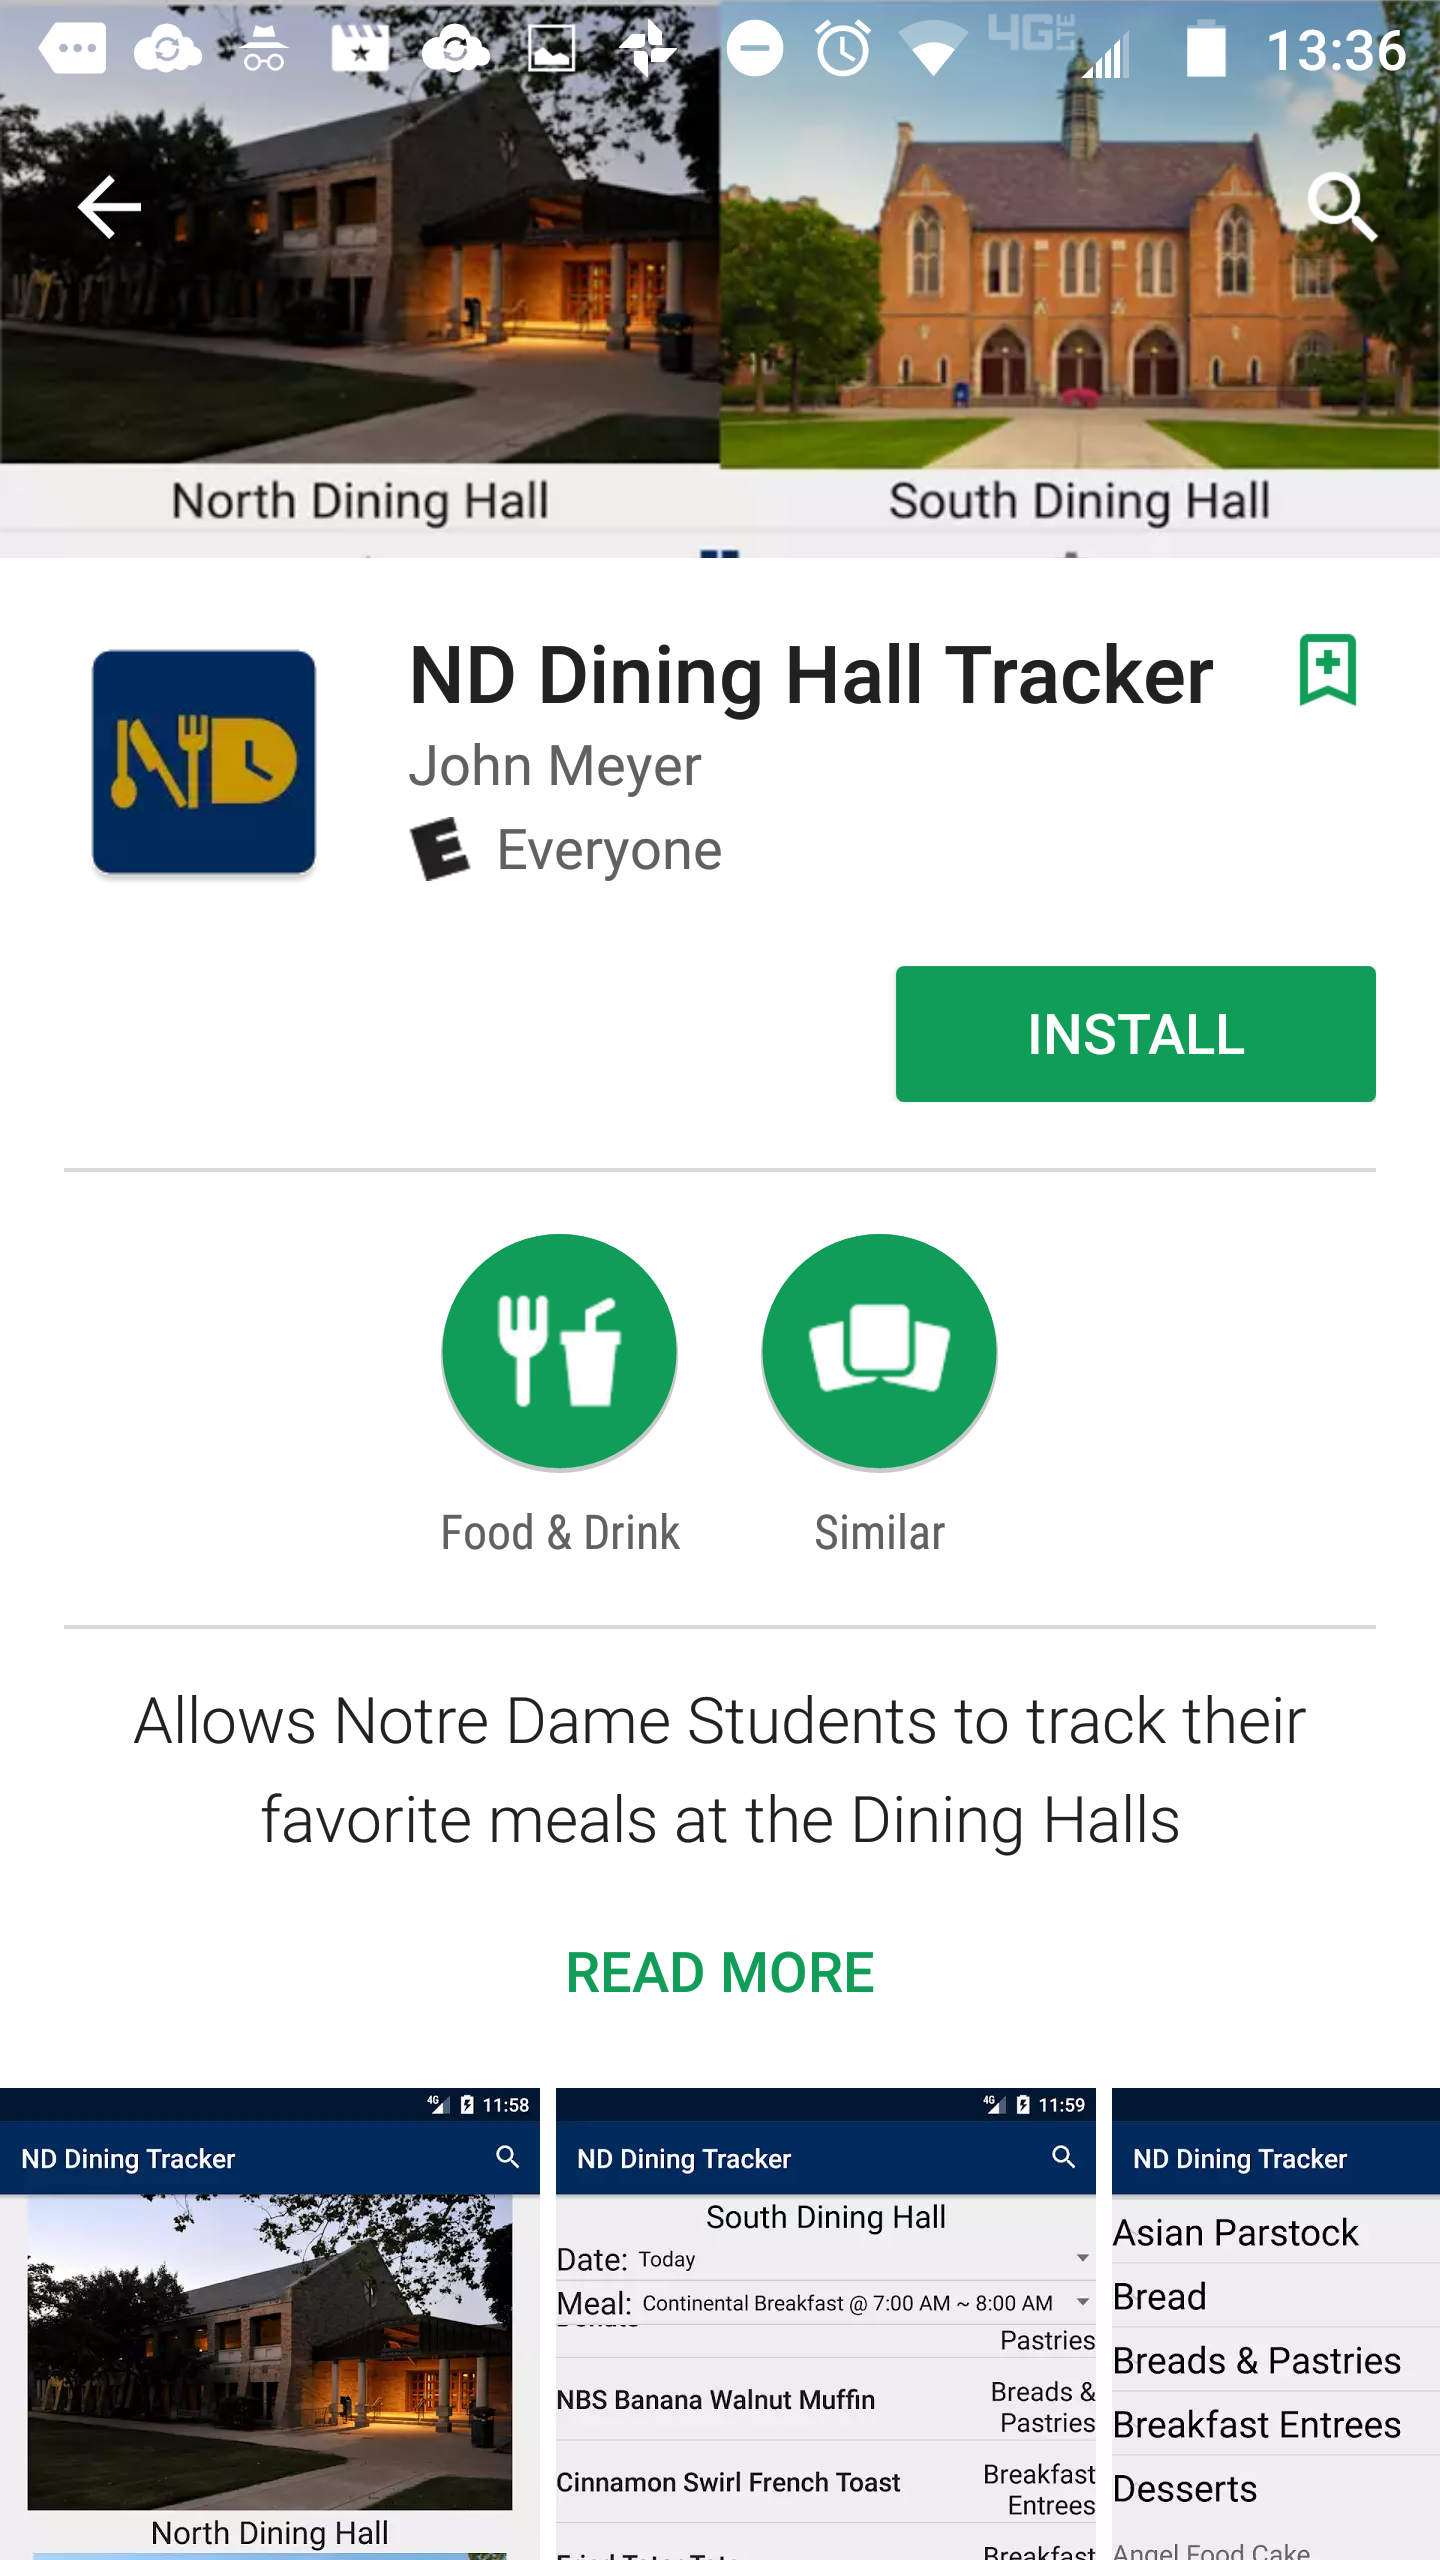 4G LTE 13:36
North Dining Hall South Dining Hall
ND
ND Dining Hall Tracker
John Meyer
E Everyone
INSTALL
Food & Drink Similar
Allows Notre Dame Students to track their
favorite meals at the Dining Halls
READ MORE
4G 11:58
ND Dining Tracker
North Dining Hall
4G 11:59
ND Dining Tracker
South Dining Hall
Date: Today
Meal: Continental Breakfast @ 7:00 AM ~ 8:00 AM
Pastries
NBS Banana Walnut Muffin Breads &
Pastries
Cinnamon Swirl French Toast Breakfast
Entrees
Breakfast
ND Dining Tracker
Asian Parstock
Bread
Breads & Pastries
Breakfast Entrees
Desserts
Angel Food Cake